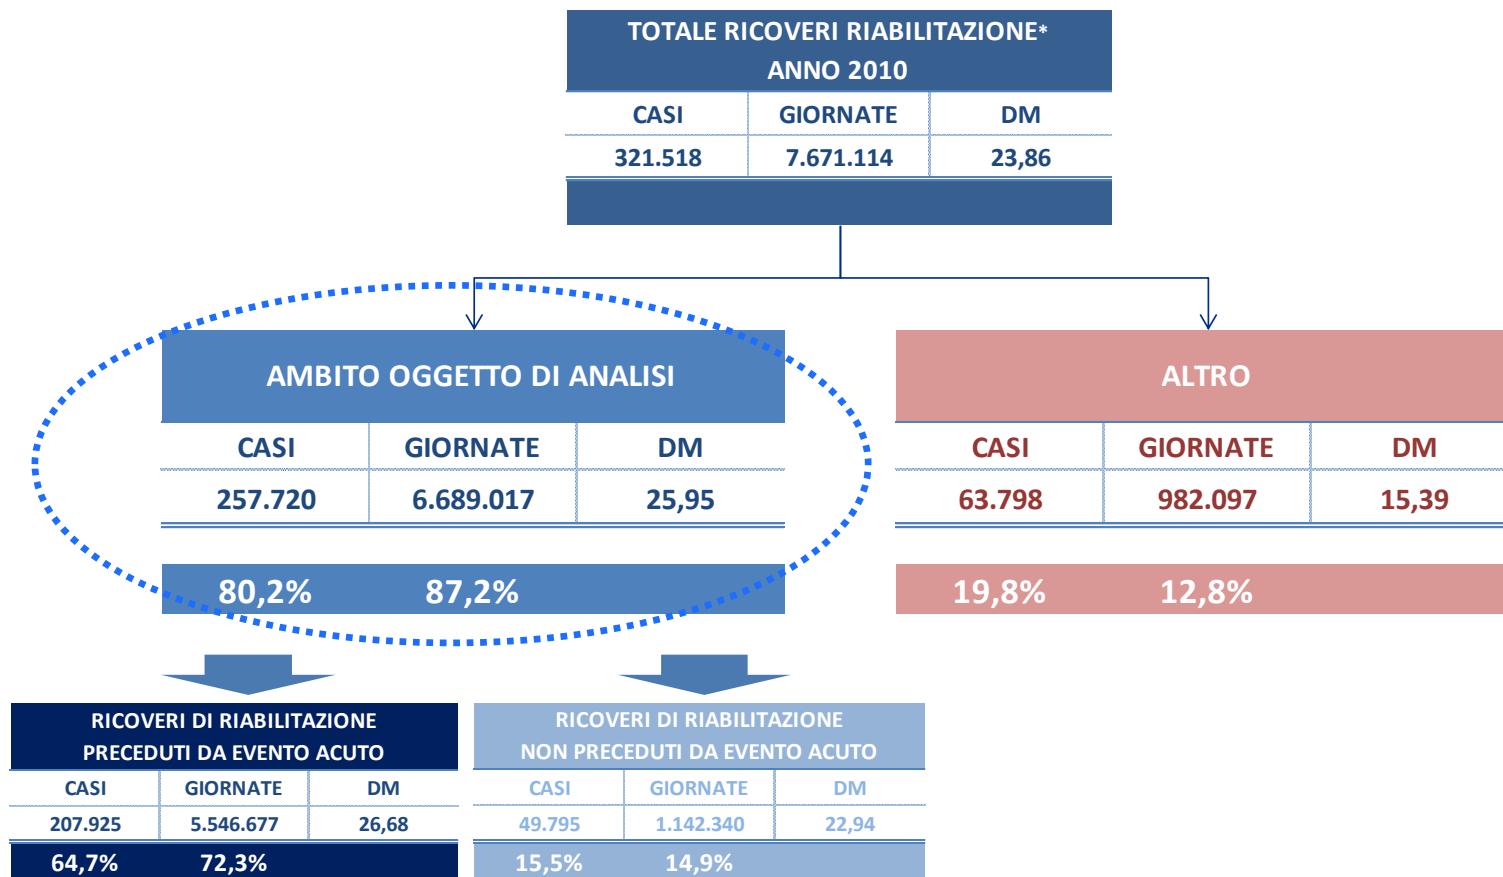 TOTALE RICOVERI RIABILITAZIONE*
ANNO 2010
CASI GIORNATE DM
321.518 7.671.114 23,86
AMBITO OGGETTO DI ANALISI
CASI GIORNATE DM
257.720 6.689.017 25,95
80,2% 87,2%
ALTRO
CASI GIORNATE DM
63.798 982.097 15,39
19,8% 12,8%
RICOVERI DI RIABILITAZIONE
PRECEDUTI DA EVENTO ACUTO
CASI GIORNATE DM
207.925 5.546.677 26,68
64,7% 72,3%
RICOVERI DI RIABILITAZIONE
NON PRECEDUTI DA EVENTO ACUTO
CASI GIORNATE DM
49.795 1.142.340 22,94
15,5% 14,9%